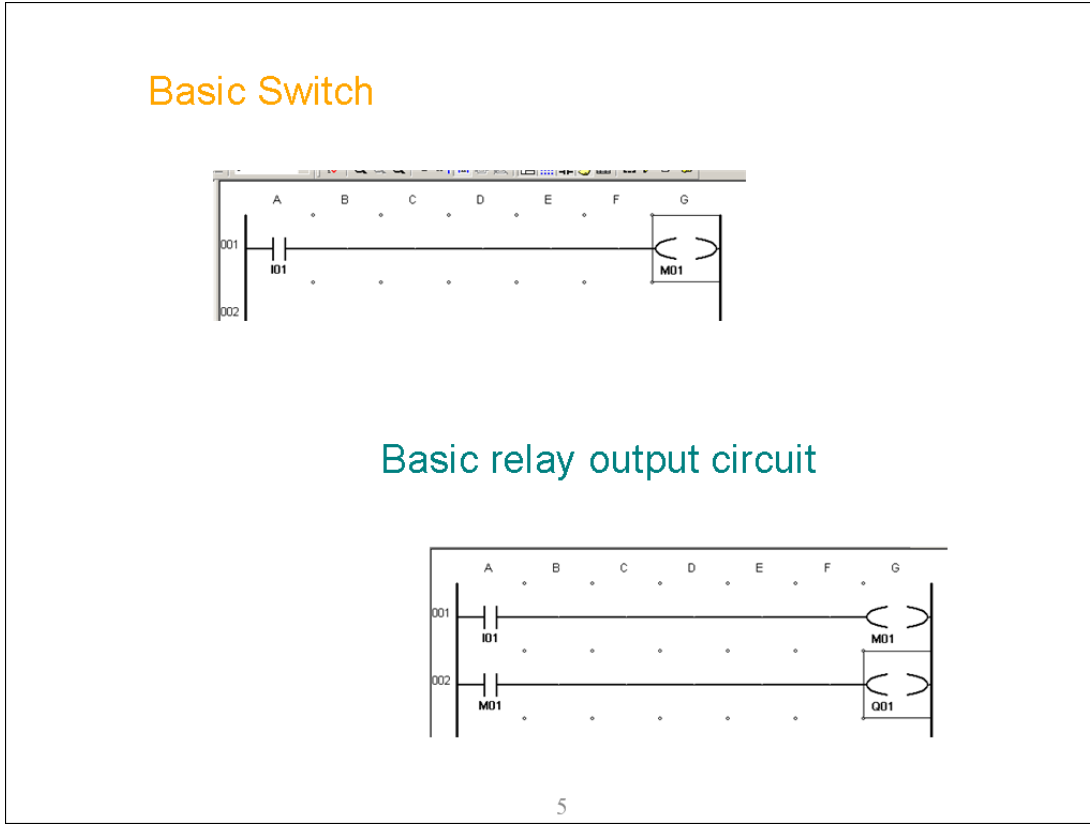 Basic Switch
A B C D E F G
001
I01 M01
002
Basic relay output circuit
A B C D E F G
001
I01 M01
002
M01 Q01
5